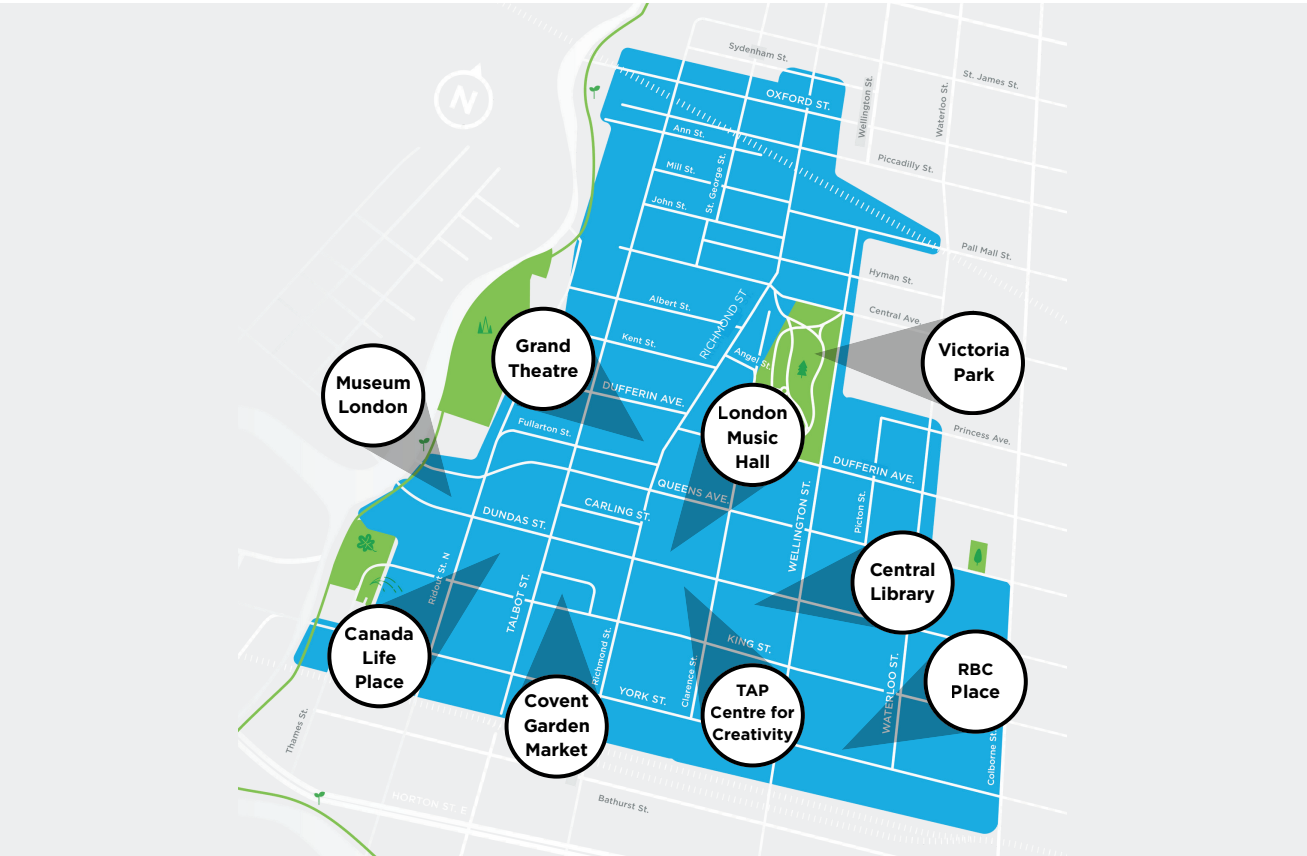 Sydenham St.
St. James St.
OXFORD ST.
Wellington St.
Waterloo St.
N
Ann St.
Piccadilly St.
Mill St.
St. George St.
John St.
Pall Mall St.
Hyman St.
Albert St.
RICHMOND ST
Central Ave.
Kent St.
Angel St.
Grand
Theatre
Victoria
Park
Museum
London
DUFFERIN AVE.
London
Music
Hall
Fullarton St.
Princess Ave.
DUFFERIN AVE.
QUEENS AVE.
CARLING ST.
DUNDAS ST.
WELLINGTON ST.
Picton St.
Central
Library
Ridout St. N
TALBOT ST.
Canada
Life
Place
Richmond St.
KING ST.
Clarence St.
WATERLOO ST.
RBC
Place
YORK ST.
TAP
Centre for
Creativity
Covent
Garden
Market
Thames St.
Colborne St.
HORTON ST. E
Bathurst St.